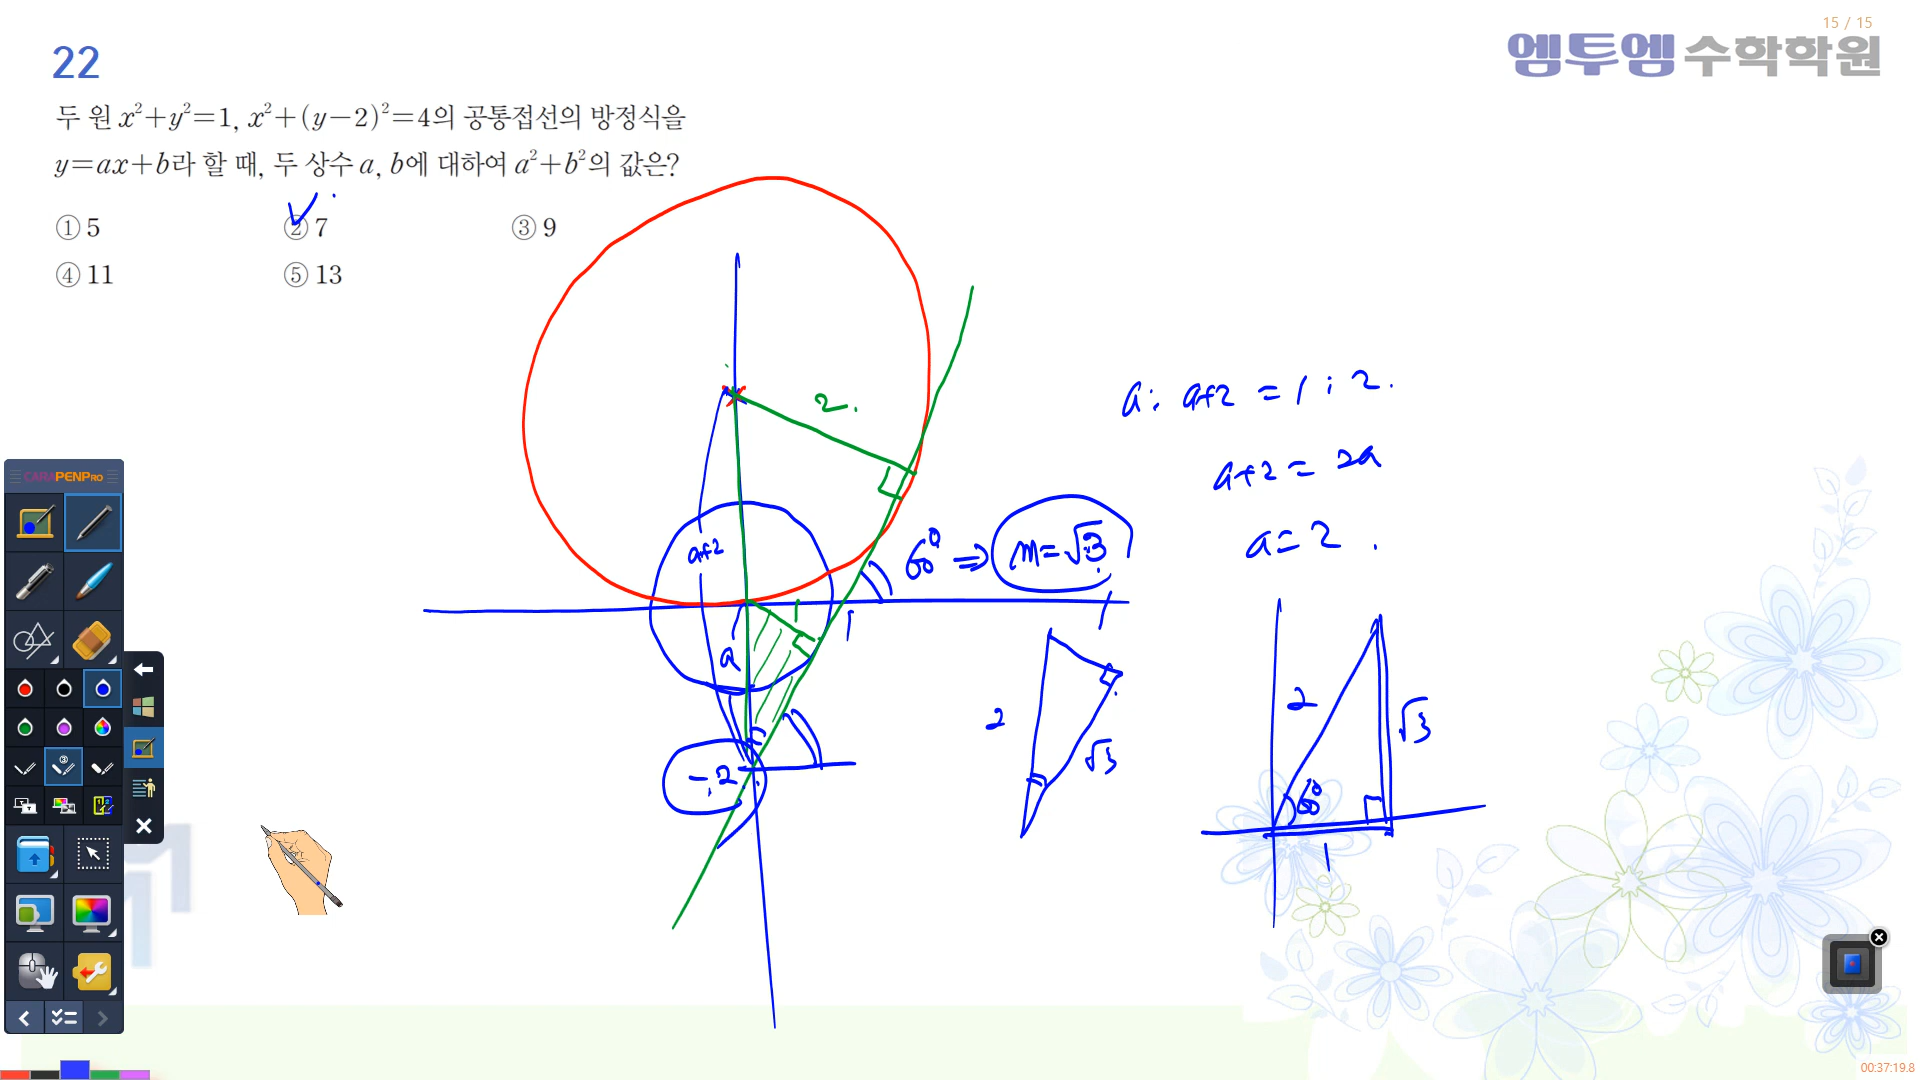 15 / 15
엠투엠 수학학원
22
두 원 x²+y²=1, x²+(y-2)²=4의 공통접선의 방정식을
y=ax+b라 할 때, 두 상수 a, b에 대하여 a²+b²의 값은?
① 5 ② 7 ③ 9
④ 11 ⑤ 13
2.
a : a+2 = 1 : 2.
a+2 = 2a
a = 2.
a+2
60° ⇒ m=√3
1
1
a
-2
1
2
√3
2
√3
60°
1
CARAPENPRO
00:37:19.8